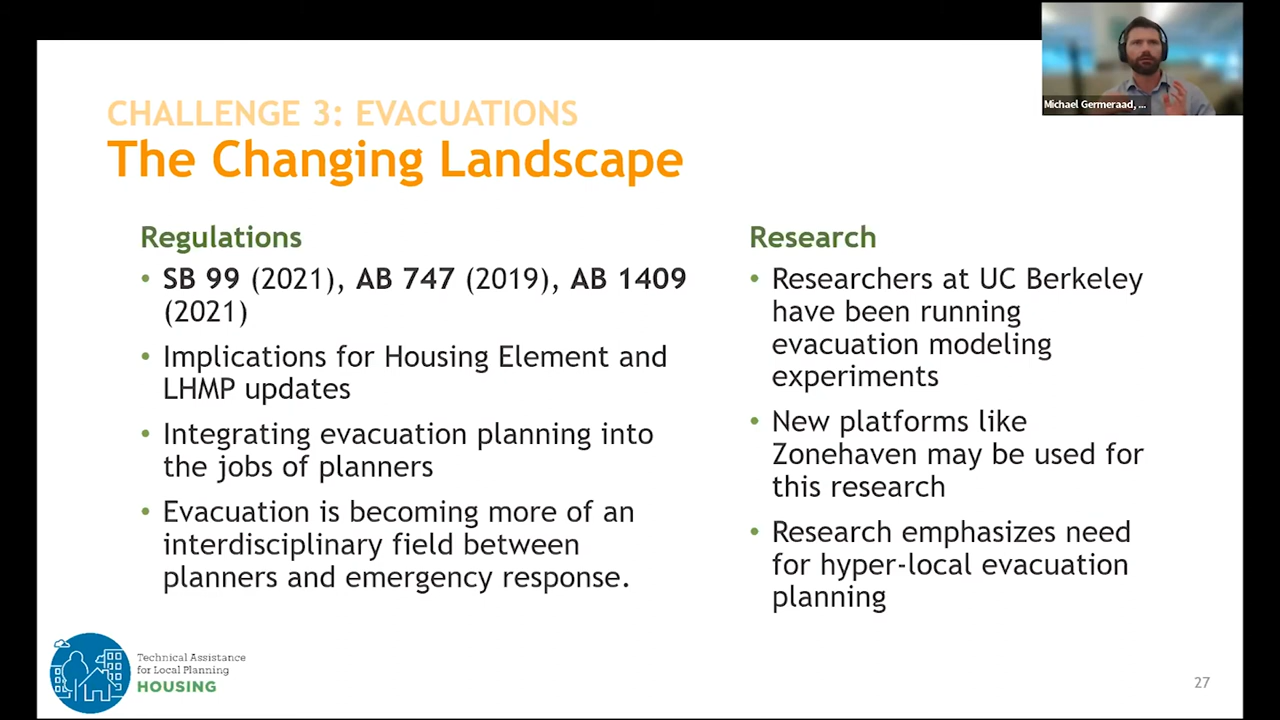 Michael Germeraad, ...
CHALLENGE 3: EVACUATIONS
The Changing Landscape
Regulations
• SB 99 (2021), AB 747 (2019), AB 1409
(2021)
• Implications for Housing Element and
LHMP updates
• Integrating evacuation planning into
the jobs of planners
• Evacuation is becoming more of an
interdisciplinary field between
planners and emergency response.
Research
• Researchers at UC Berkeley
have been running
evacuation modeling
experiments
• New platforms like
Zonehaven may be used for
this research
• Research emphasizes need
for hyper-local evacuation
planning
Technical Assistance
for Local Planning
HOUSING
27